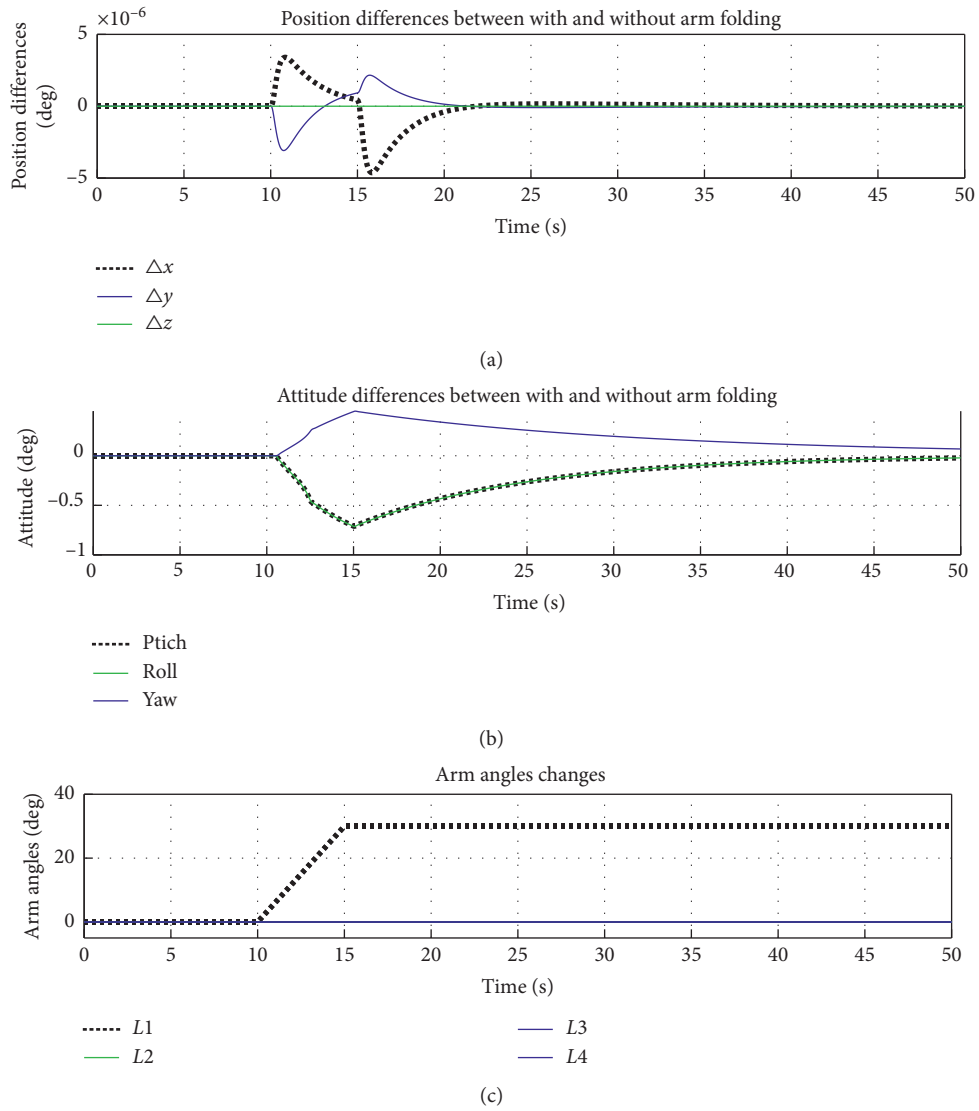 Position differences between with and without arm folding
×10−6
5
0
−5
Position differences
(deg)
0 5 10 15 20 25 30 35 40 45 50
Time (s)
△x
△y
△z
(a)
Attitude differences between with and without arm folding
0
−0.5
−1
Attitude (deg)
0 5 10 15 20 25 30 35 40 45 50
Time (s)
Ptich
Roll
Yaw
(b)
Arm angles changes
40
20
0
Arm angles (deg)
0 5 10 15 20 25 30 35 40 45 50
Time (s)
L1 L3
L2 L4
(c)